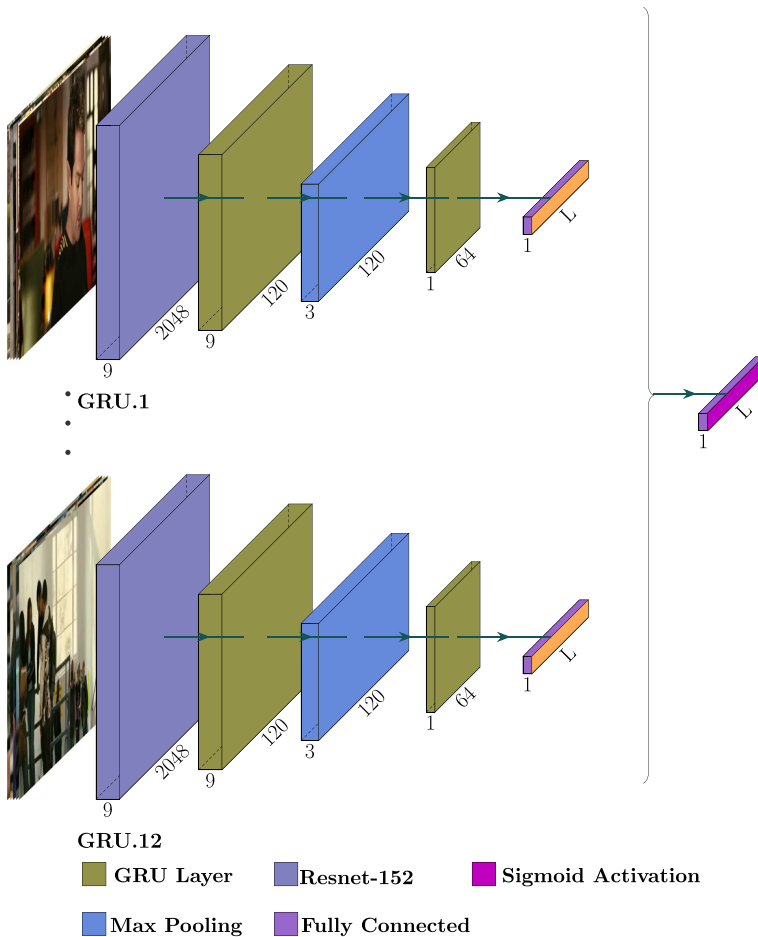 9
2048
9
120
3
120
1
64
1
L
GRU.1
1
L
9
2048
9
120
3
120
1
64
1
L
GRU.12
GRU Layer
Resnet-152
Sigmoid Activation
Max Pooling
Fully Connected